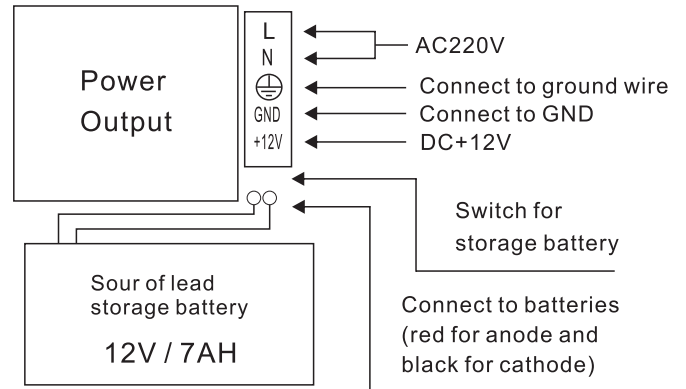 Power
Output
L
N
GND
+12V
AC220V
Connect to ground wire
Connect to GND
DC+12V
Switch for
storage battery
Sour of lead
storage battery
12V / 7AH
Connect to batteries
(red for anode and
black for cathode)